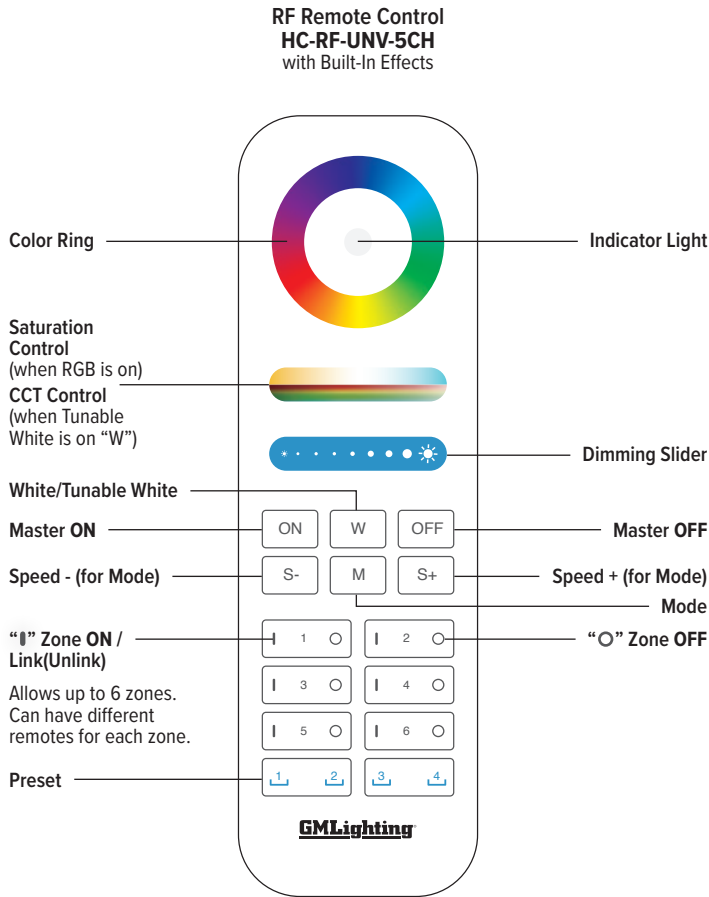 RF Remote Control
HC-RF-UNV-5CH
with Built-In Effects
Color Ring
Indicator Light
Saturation
Control
(when RGB is on)
CCT Control
(when Tunable
White is on “W”)
Dimming Slider
White/Tunable White
Master ON
ON
W
OFF
Master OFF
Speed - (for Mode)
S-
M
S+
Speed + (for Mode)
Mode
“I” Zone ON /
Link(Unlink)
I 1 O
I 2 O
“O” Zone OFF
Allows up to 6 zones.
Can have different
remotes for each zone.
I 3 O
I 4 O
I 5 O
I 6 O
Preset
1 2
3 4
GMLighting